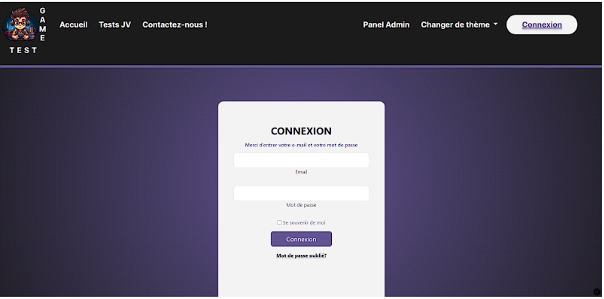 GAME
TEST
Accueil
Tests JV
Contactez-nous !
Panel Admin
Changer de thème
Connexion
CONNEXION
Merci d'entrer votre e-mail et votre mot de passe
Email
Mot de passe
Se souvenir de moi
Connexion
Mot de passe oublié?